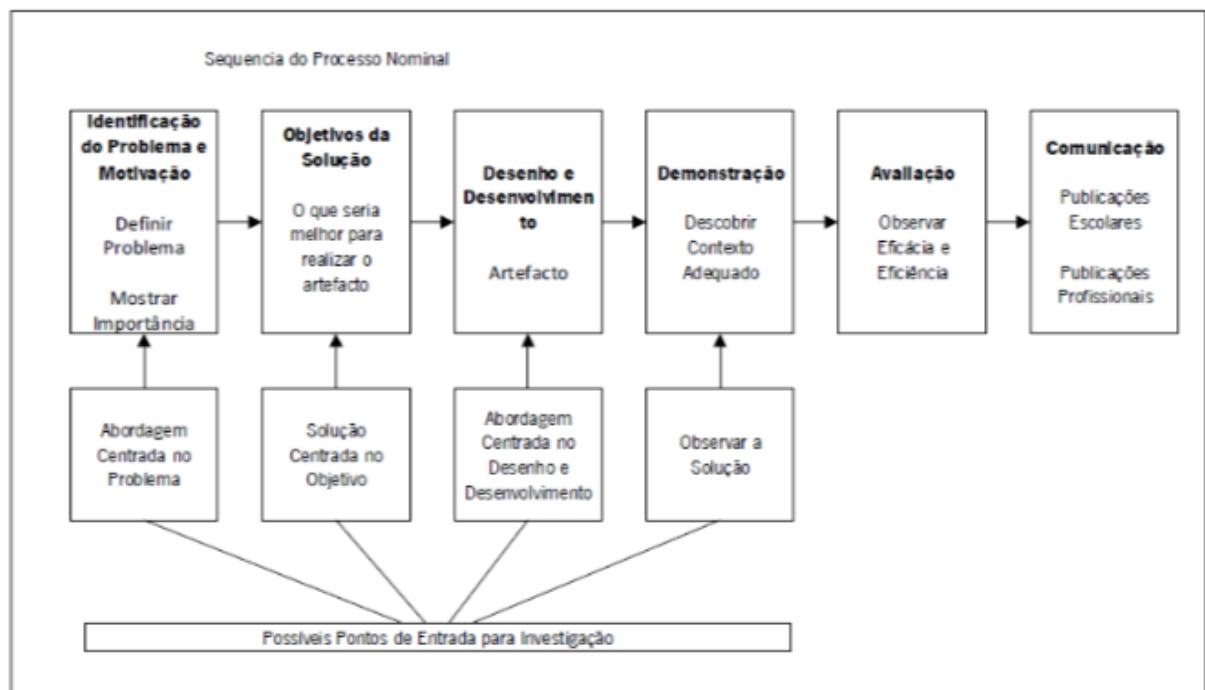 Sequencia do Processo Nominal
Identificação
do Problema e
Motivação
Definir
Problema
Mostrar
Importância
Objetivos da
Solução
O que seria
melhor para
realizar o
artefacto
Desenho e
Desenvolvimen
to
Artefacto
Demonstração
Descobrir
Contexto
Adequado
Avaliação
Observar
Eficácia e
Eficiência
Comunicação
Publicações
Escolares
Publicações
Profissionais
Abordagem
Centrada no
Problema
Solução
Centrada no
Objetivo
Abordagem
Centrada no
Desenho e
Desenvolvimento
Observar a
Solução
Possíveis Pontos de Entrada para Investigação